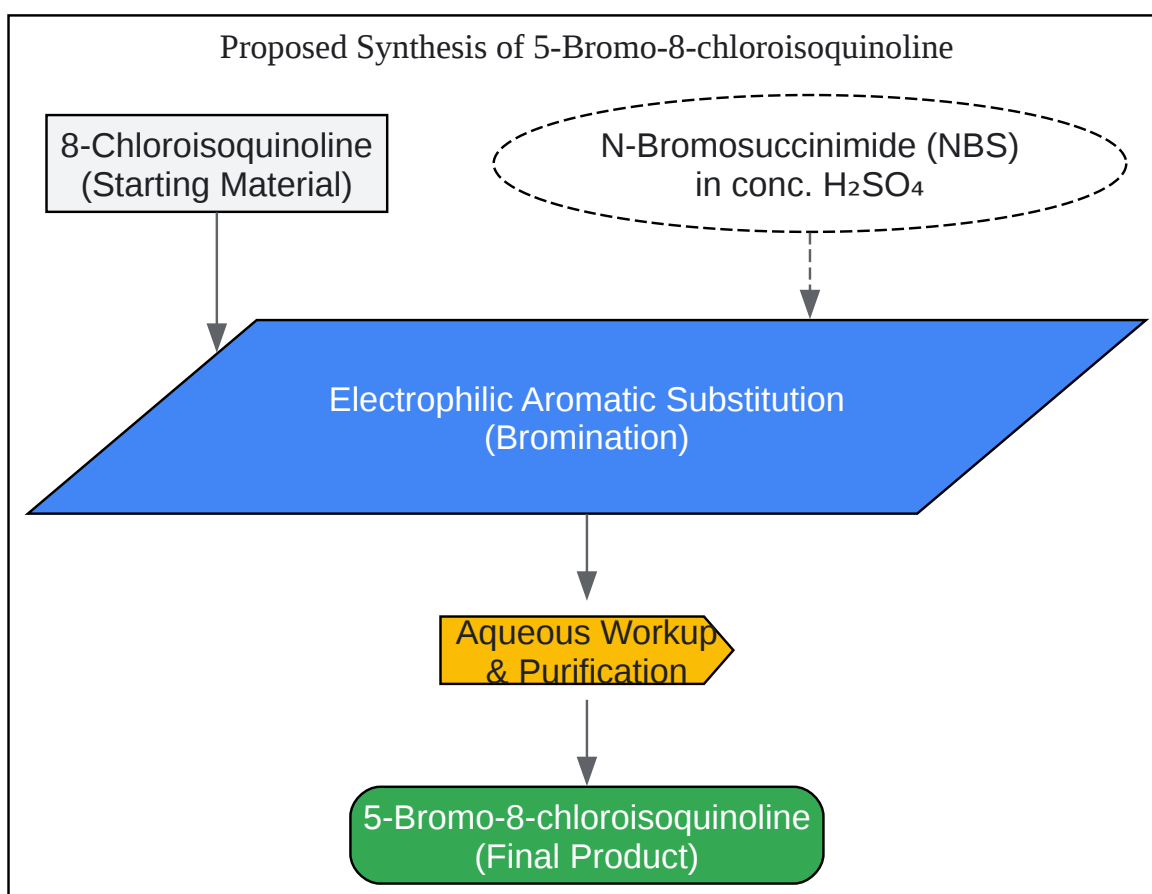 Proposed Synthesis of 5-Bromo-8-chloroisoquinoline
8-Chloroisoquinoline
(Starting Material)
N-Bromosuccinimide (NBS)
in conc. H₂SO₄
Electrophilic Aromatic Substitution
(Bromination)
Aqueous Workup
& Purification
5-Bromo-8-chloroisoquinoline
(Final Product)